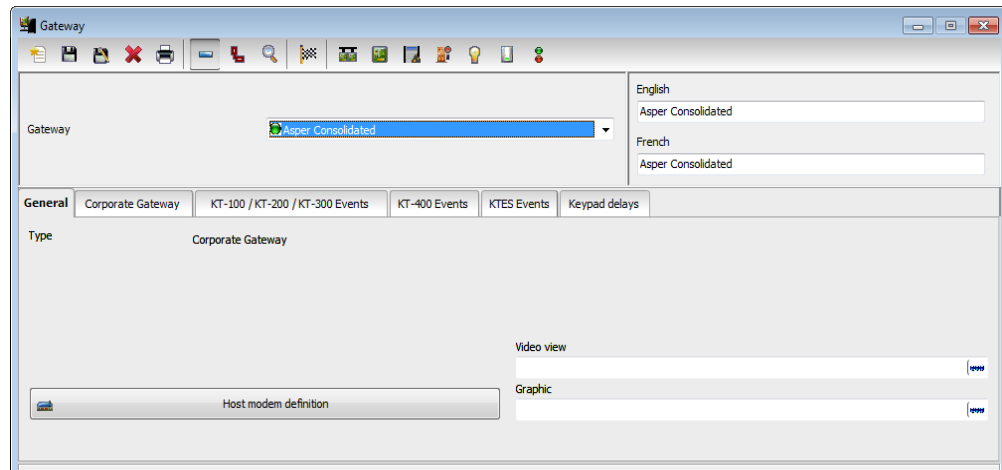 Gateway
English
Asper Consolidated
Gateway
Asper Consolidated
French
Asper Consolidated
General
Corporate Gateway
KT-100 / KT-200 / KT-300 Events
KT-400 Events
KTES Events
Keypad delays
Type
Corporate Gateway
Video view
Graphic
Host modem definition